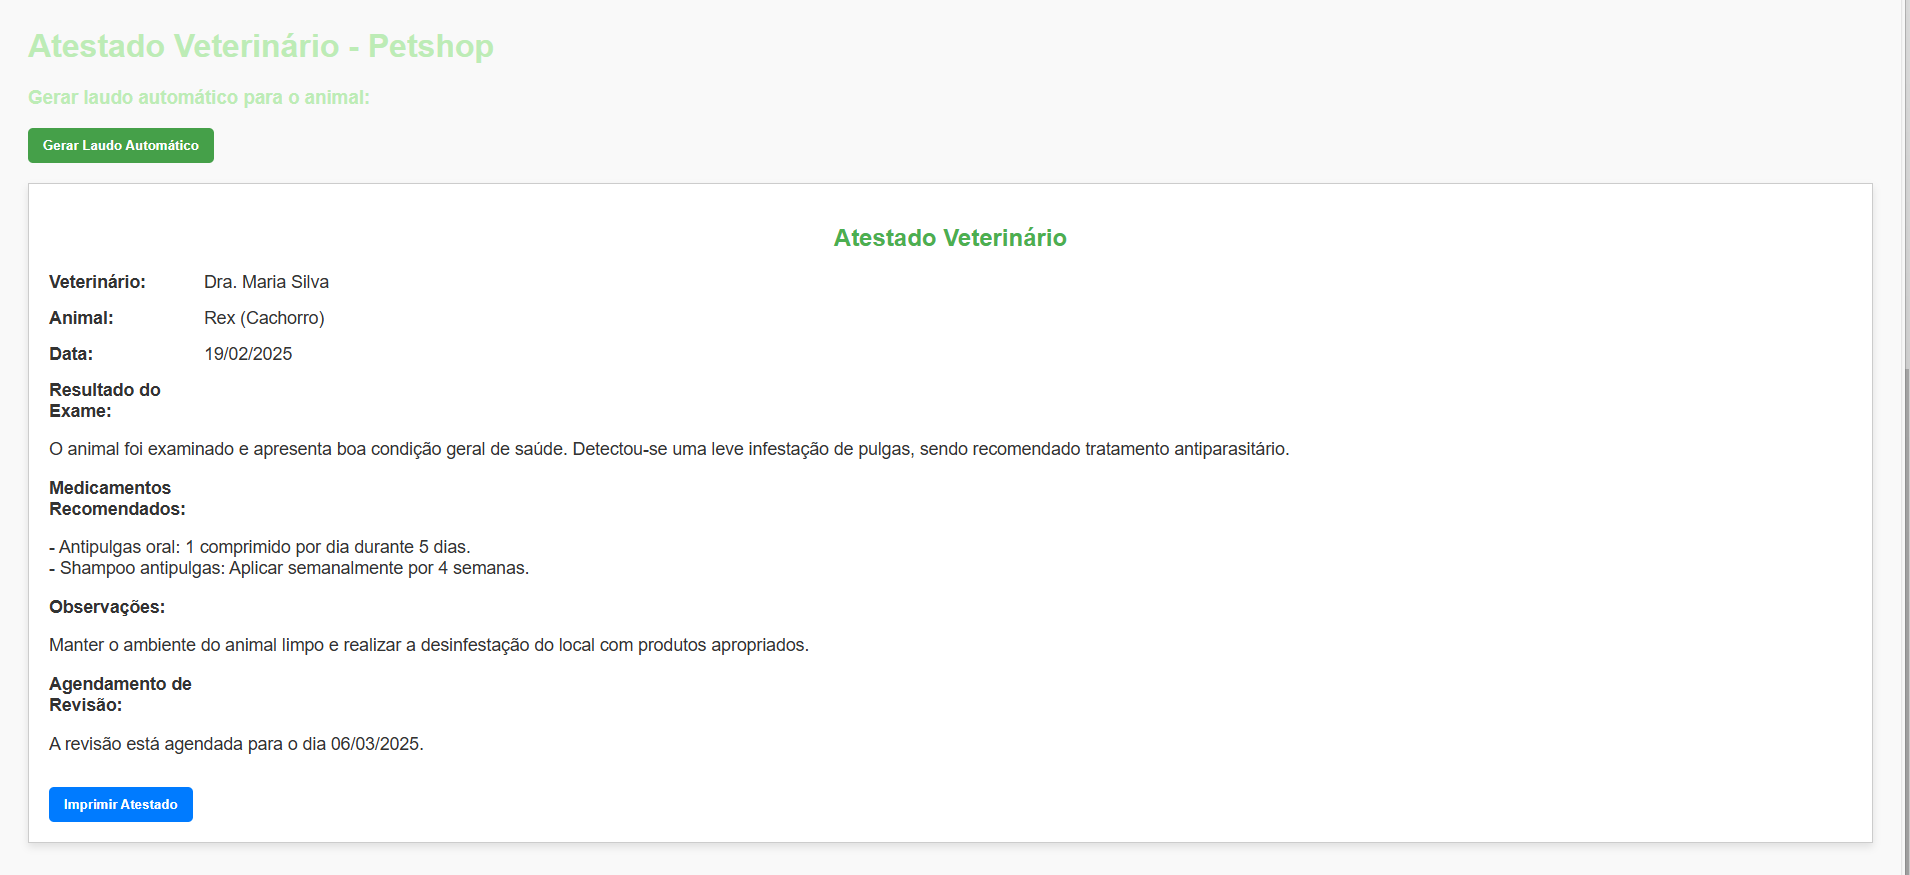 Atestado Veterinário - Petshop
Gerar laudo automático para o animal:
Gerar Laudo Automático
Atestado Veterinário
Veterinário: Dra. Maria Silva
Animal: Rex (Cachorro)
Data: 19/02/2025
Resultado do
Exame:
O animal foi examinado e apresenta boa condição geral de saúde. Detectou-se uma leve infestação de pulgas, sendo recomendado tratamento antiparasitário.
Medicamentos
Recomendados:
- Antipulgas oral: 1 comprimido por dia durante 5 dias.
- Shampoo antipulgas: Aplicar semanalmente por 4 semanas.
Observações:
Manter o ambiente do animal limpo e realizar a desinfestação do local com produtos apropriados.
Agendamento de
Revisão:
A revisão está agendada para o dia 06/03/2025.
Imprimir Atestado